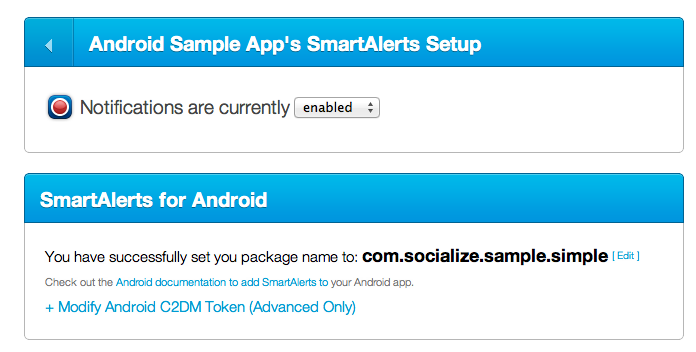 Android Sample App's SmartAlerts Setup
Notifications are currently enabled
SmartAlerts for Android
You have successfully set you package name to: com.socialize.sample.simple [ Edit ]
Check out the Android documentation to add SmartAlerts to your Android app.
+ Modify Android C2DM Token (Advanced Only)